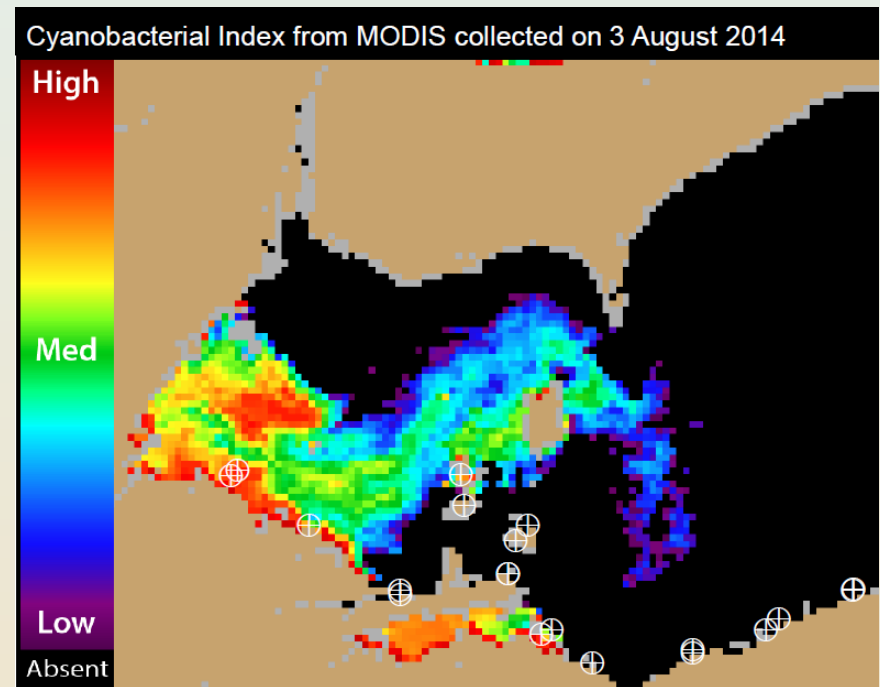 Cyanobacterial Index from MODIS collected on 3 August 2014
High
Med
Low
Absent